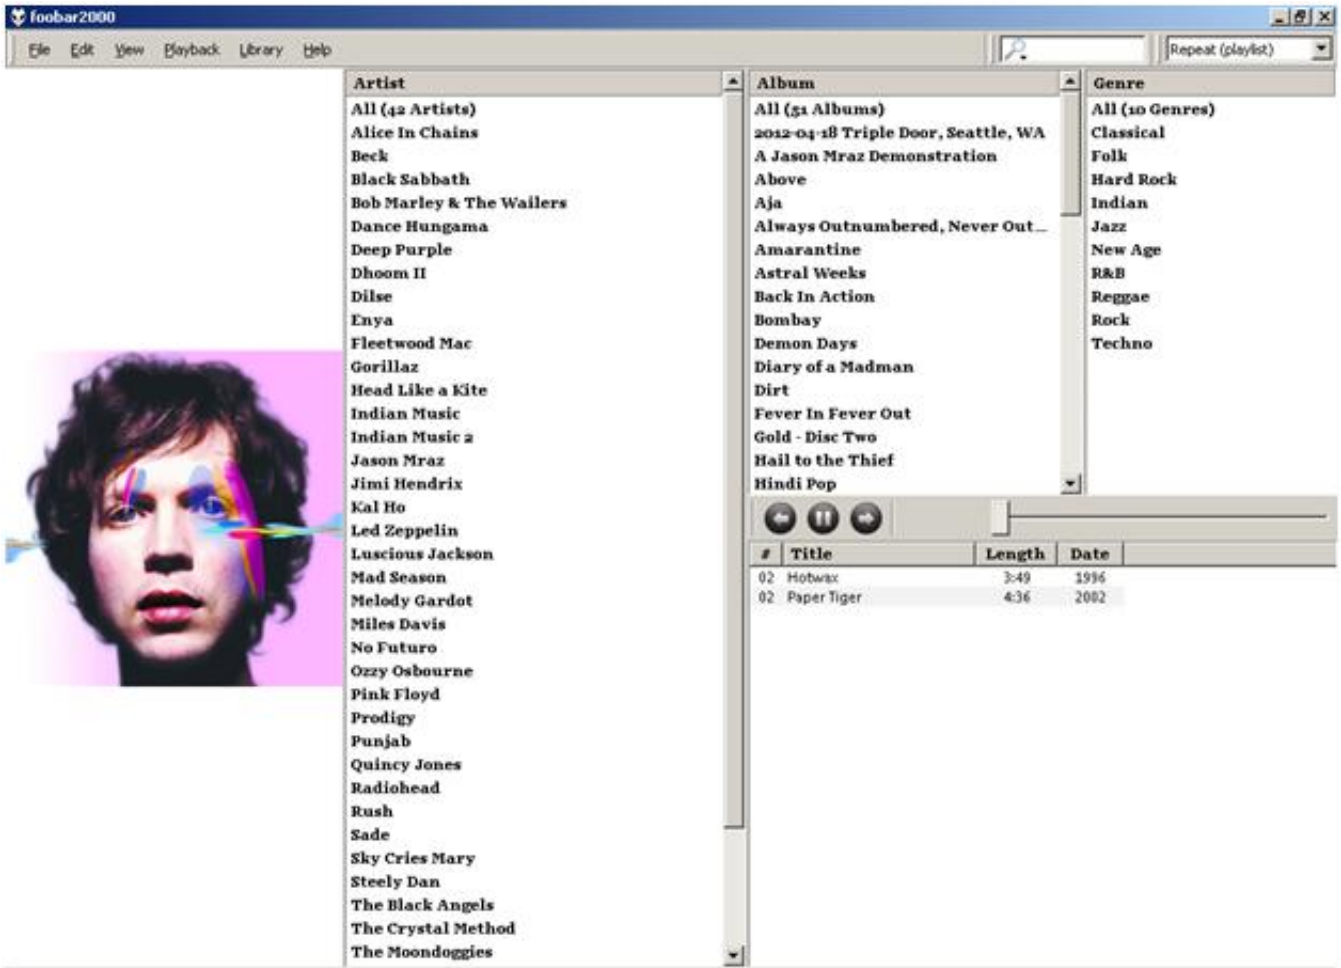 foobar2000
File Edit View Playback Library Help
Repeat (playlist)
Artist
All (42 Artists)
Alice In Chains
Beck
Black Sabbath
Bob Marley & The Wailers
Dance Hungama
Deep Purple
Dhoom II
Dilse
Enya
Fleetwood Mac
Gorillaz
Head Like a Kite
Indian Music
Indian Music 2
Jason Mraz
Jimi Hendrix
Kal Ho
Led Zeppelin
Luscious Jackson
Mad Season
Melody Gardot
Miles Davis
No Futuro
Ozzy Osbourne
Pink Floyd
Prodigy
Punjab
Quincy Jones
Radiohead
Rush
Sade
Sky Cries Mary
Steely Dan
The Black Angels
The Crystal Method
The Moondoggies
Album
All (51 Albums)
2012-04-18 Triple Door, Seattle, WA
A Jason Mraz Demonstration
Above
Aja
Always Outnumbered, Never Out...
Amarantine
Astral Weeks
Back In Action
Bombay
Demon Days
Diary of a Madman
Dirt
Fever In Fever Out
Gold - Disc Two
Hail to the Thief
Hindi Pop
Genre
All (10 Genres)
Classical
Folk
Hard Rock
Indian
Jazz
New Age
R&B
Reggae
Rock
Techno
# Title Length Date
02 Hotwax 3:49 1996
02 Paper Tiger 4:36 2002